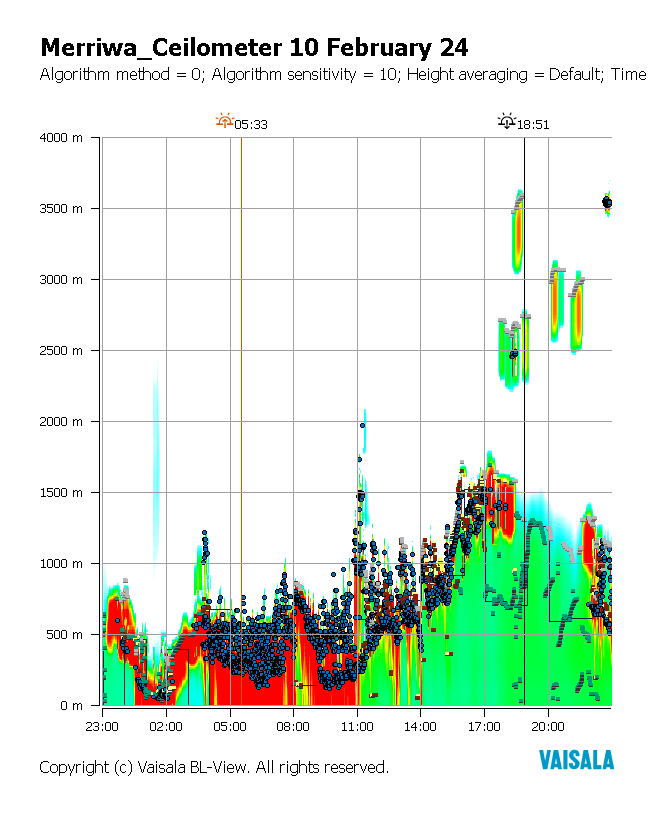 Merriwa_Ceilometer 10 February 24
Algorithm method = 0; Algorithm sensitivity = 10; Height averaging = Default; Time
05:33 18:51
4000 m
3500 m
3000 m
2500 m
2000 m
1500 m
1000 m
500 m
0 m
23:00 02:00 05:00 08:00 11:00 14:00 17:00 20:00
VAISALA
Copyright (c) Vaisala BL-View. All rights reserved.